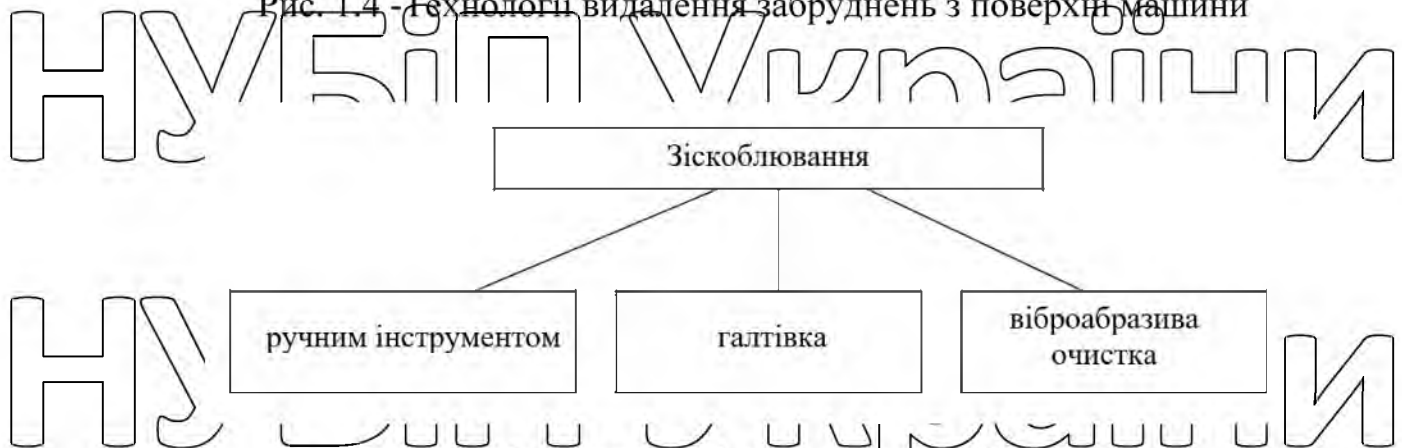 Рис. 1.4 - Технології видалення забруднень з поверхні машини
НУБіП України
Зіскоблювання
ручним інструментом
галтівка
віброабразива
очистка
НУБіП України